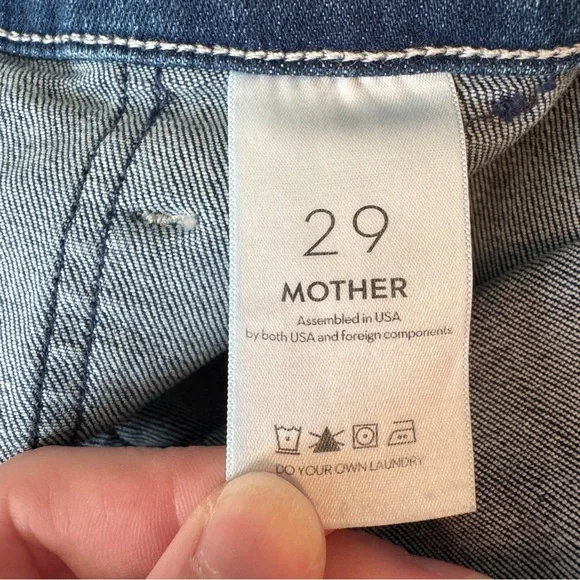 29
MOTHER
Assembled in USA
by both USA and foreign components
DO YOUR OWN LAUNDRY